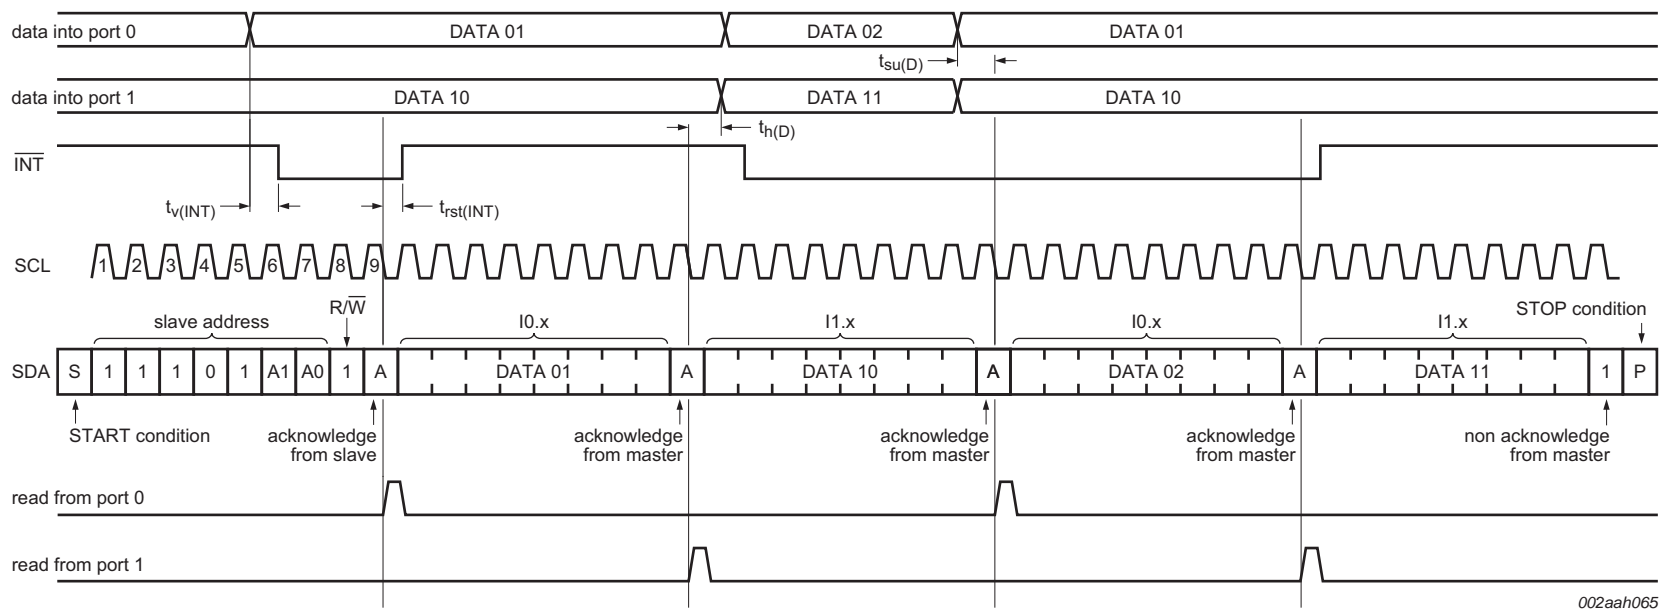 data into port 0 DATA 01 DATA 02 DATA 01
tsu(D)
data into port 1 DATA 10 DATA 11 DATA 10
th(D)
INT
tv(INT) trst(INT)
SCL 1 2 3 4 5 6 7 8 9
R/W STOP condition
slave address I0.x I1.x I0.x I1.x
SDA S 1 1 1 0 1 A1 A0 1 A DATA 01 A DATA 10 A DATA 02 A DATA 11 1 P
START condition acknowledge acknowledge acknowledge acknowledge non acknowledge
from slave from master from master from master from master
read from port 0
read from port 1
002aah065